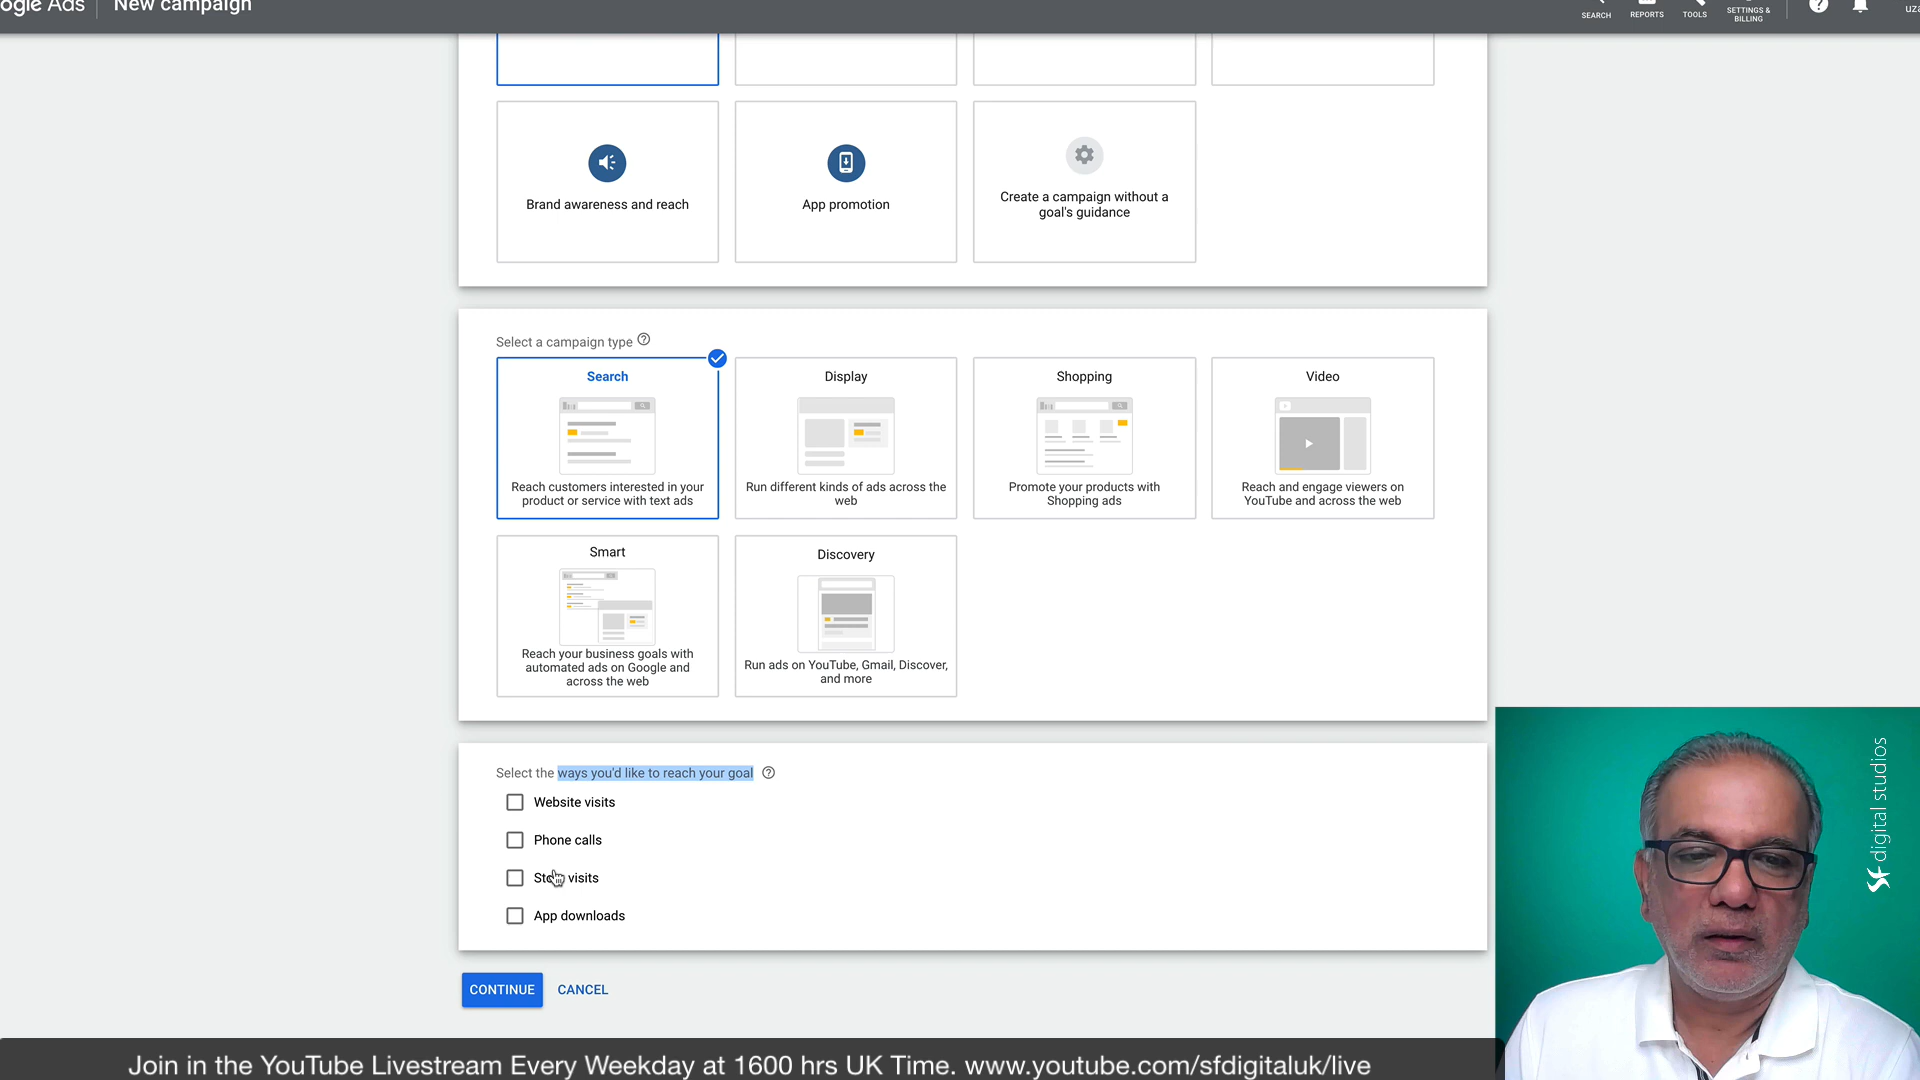 ogle Ads
New campaign
SEARCH
REPORTS
TOOLS
SETTINGS &
BILLING
uza
Brand awareness and reach
App promotion
Create a campaign without a
goal's guidance
Select a campaign type
Search
Reach customers interested in your
product or service with text ads
Display
Run different kinds of ads across the
web
Shopping
Promote your products with
Shopping ads
Video
Reach and engage viewers on
YouTube and across the web
Smart
Reach your business goals with
automated ads on Google and
across the web
Discovery
Run ads on YouTube, Gmail, Discover,
and more
Select the ways you'd like to reach your goal
Website visits
Phone calls
visits
App downloads
CONTINUE
CANCEL
digital studios
Join in the YouTube Livestream Every Weekday at 1600 hrs UK Time. www.youtube.com/sfdigitaluk/live